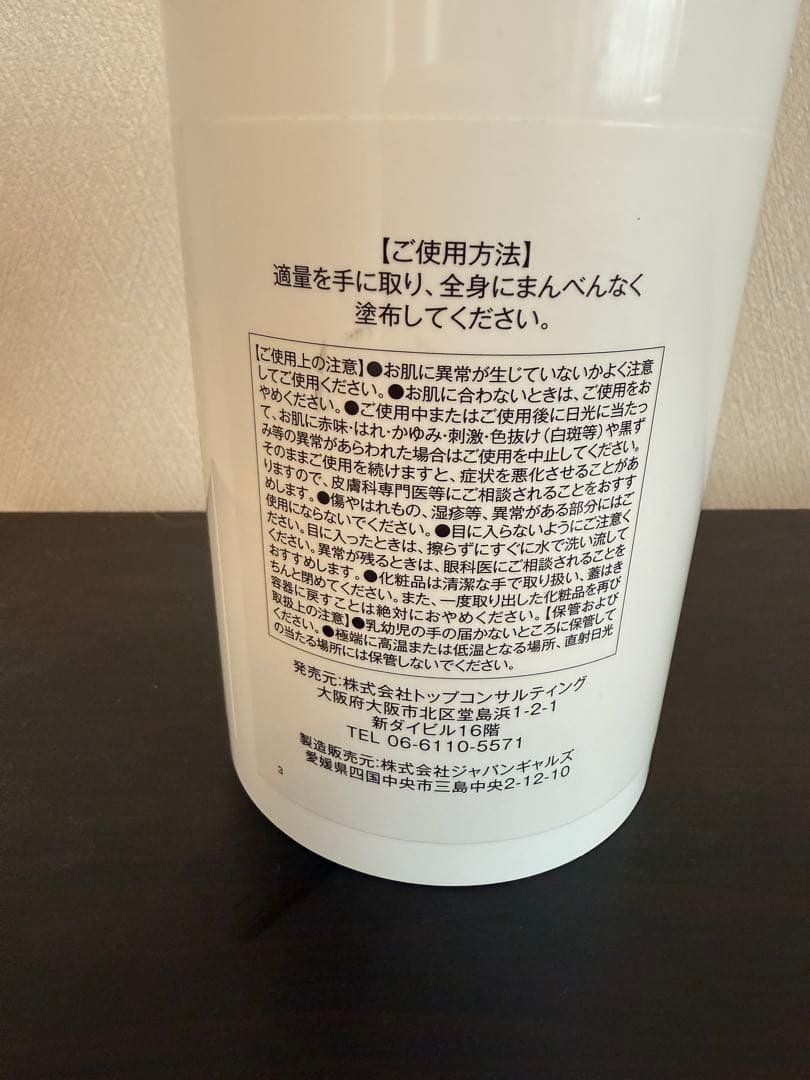 【ご使用方法】
適量を手に取り、全身にまんべんなく
塗布してください。
【ご使用上の注意】●お肌に異常が生じていないかよく注意
してご使用ください。●お肌に合わないときは、ご使用をお
やめください。●ご使用中またはご使用後に日光に当たっ
て、お肌に赤味・はれ・かゆみ・刺激・色抜け(白斑等)や黒ず
み等の異常があらわれた場合はご使用を中止してください。
そのままご使用を続けますと、症状を悪化させることがあ
りますので、皮膚科専門医等にご相談されることをおすす
めします。●傷やはれもの、湿疹等、異常がある部分にはご
使用にならないでください。●目に入らないようにご注意く
ださい。目に入ったときは、擦らずにすぐに水で洗い流して
ください。異常が残るときは、眼科医にご相談されることを
おすすめします。●化粧品は清潔な手で取り扱い、蓋はき
ちんと閉めてください。また、一度取り出した化粧品を再び
容器に戻すことは絶対におやめください。【保管および
取扱上の注意】●乳幼児の手の届かないところに保管して
ください。●極端に高温または低温となる場所、直射日光
の当たる場所には保管しないでください。
発売元:株式会社トップコンサルティング
大阪府大阪市北区堂島浜1-2-1
新ダイビル16階
TEL 06-6110-5571
製造販売元:株式会社ジャパンギャルズ
愛媛県四国中央市三島中央2-12-10
3